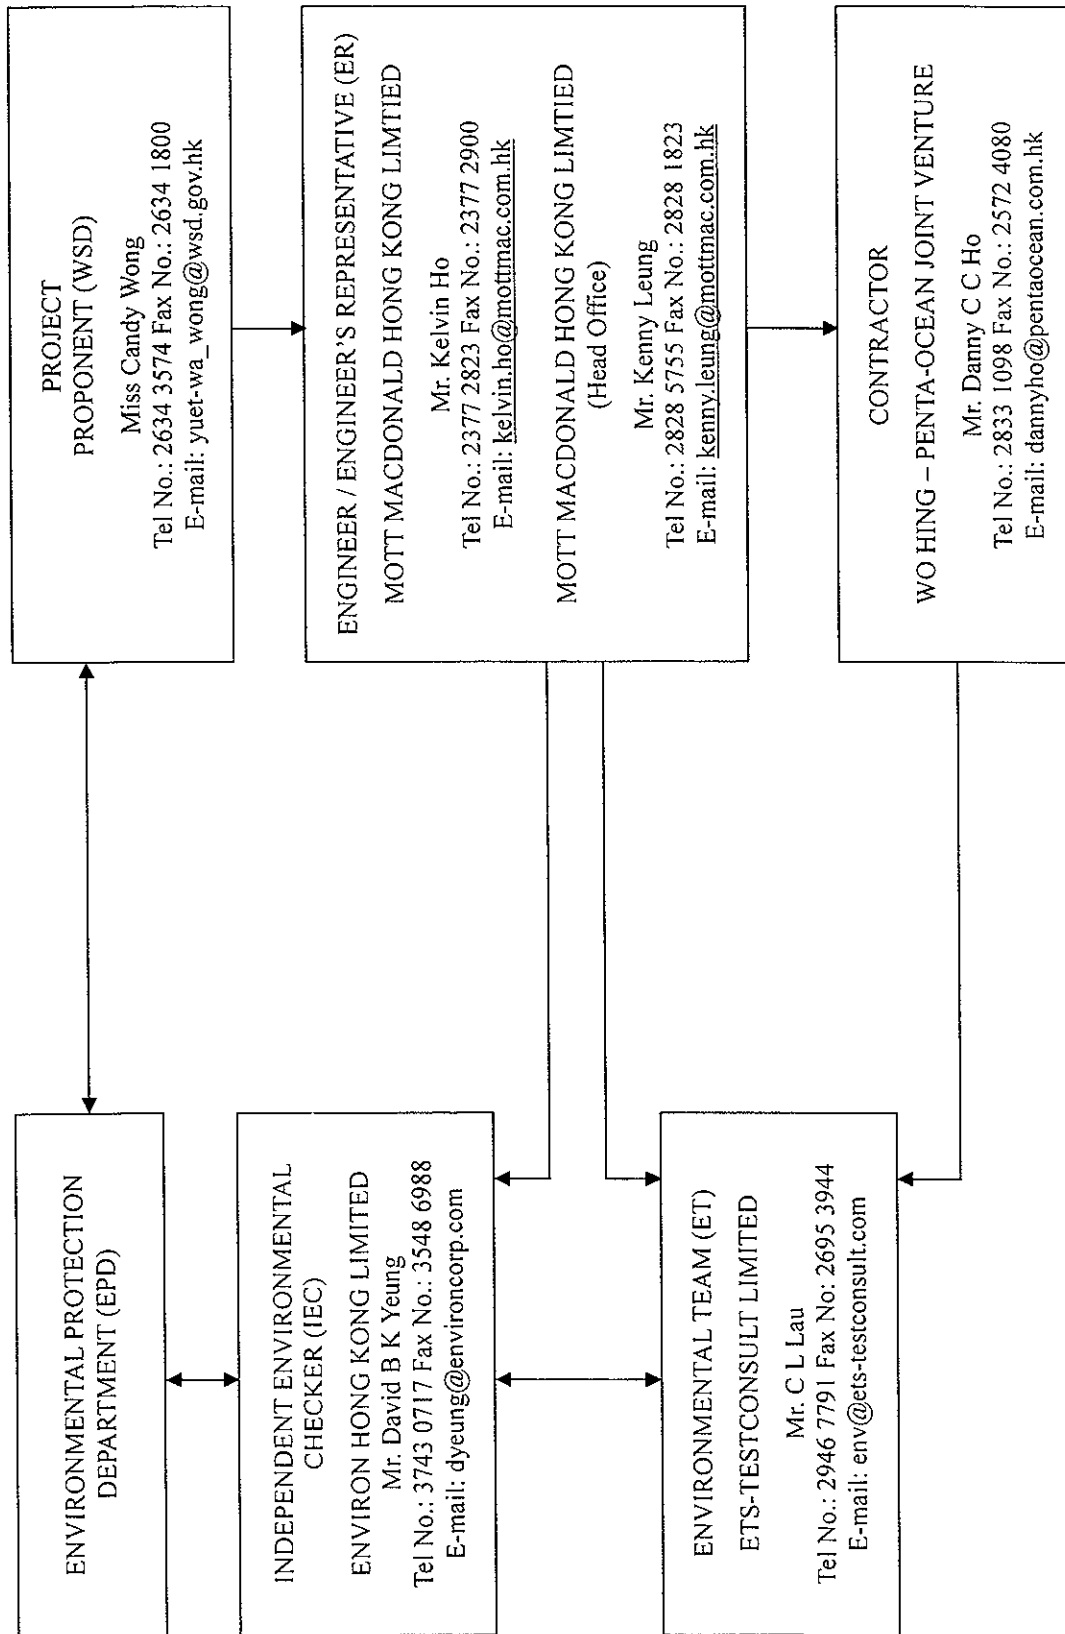 ENVIRONMENTAL PROTECTION
DEPARTMENT (EPD)
PROJECT
PROPONENT (WSD)
Miss Candy Wong
Tel No.: 2634 3574 Fax No.: 2634 1800
E-mail: yuet-wa_wong@wsd.gov.hk
INDEPENDENT ENVIRONMENTAL
CHECKER (IEC)
ENVIRON HONG KONG LIMITED
Mr. David B K Yeung
Tel No.: 3743 0717 Fax No.: 3548 6988
E-mail: dyeung@environcorp.com
ENGINEER / ENGINEER'S REPRESENTATIVE (ER)
MOTT MACDONALD HONG KONG LIMTIED
Mr. Kelvin Ho
Tel No.: 2377 2823 Fax No.: 2377 2900
E-mail: kelvin.ho@mottmac.com.hk
MOTT MACDONALD HONG KONG LIMTIED
(Head Office)
Mr. Kenny Leung
Tel No.: 2828 5755 Fax No.: 2828 1823
E-mail: kenny.leung@mottmac.com.hk
ENVIRONMENTAL TEAM (ET)
ETS-TESTCONSULT LIMITED
Mr. C L Lau
Tel No.: 2946 7791 Fax No: 2695 3944
E-mail: env@ets-testconsult.com
CONTRACTOR
WO HING – PENTA-OCEAN JOINT VENTURE
Mr. Danny C C Ho
Tel No.: 2833 1098 Fax No.: 2572 4080
E-mail: dannyho@pentaocean.com.hk